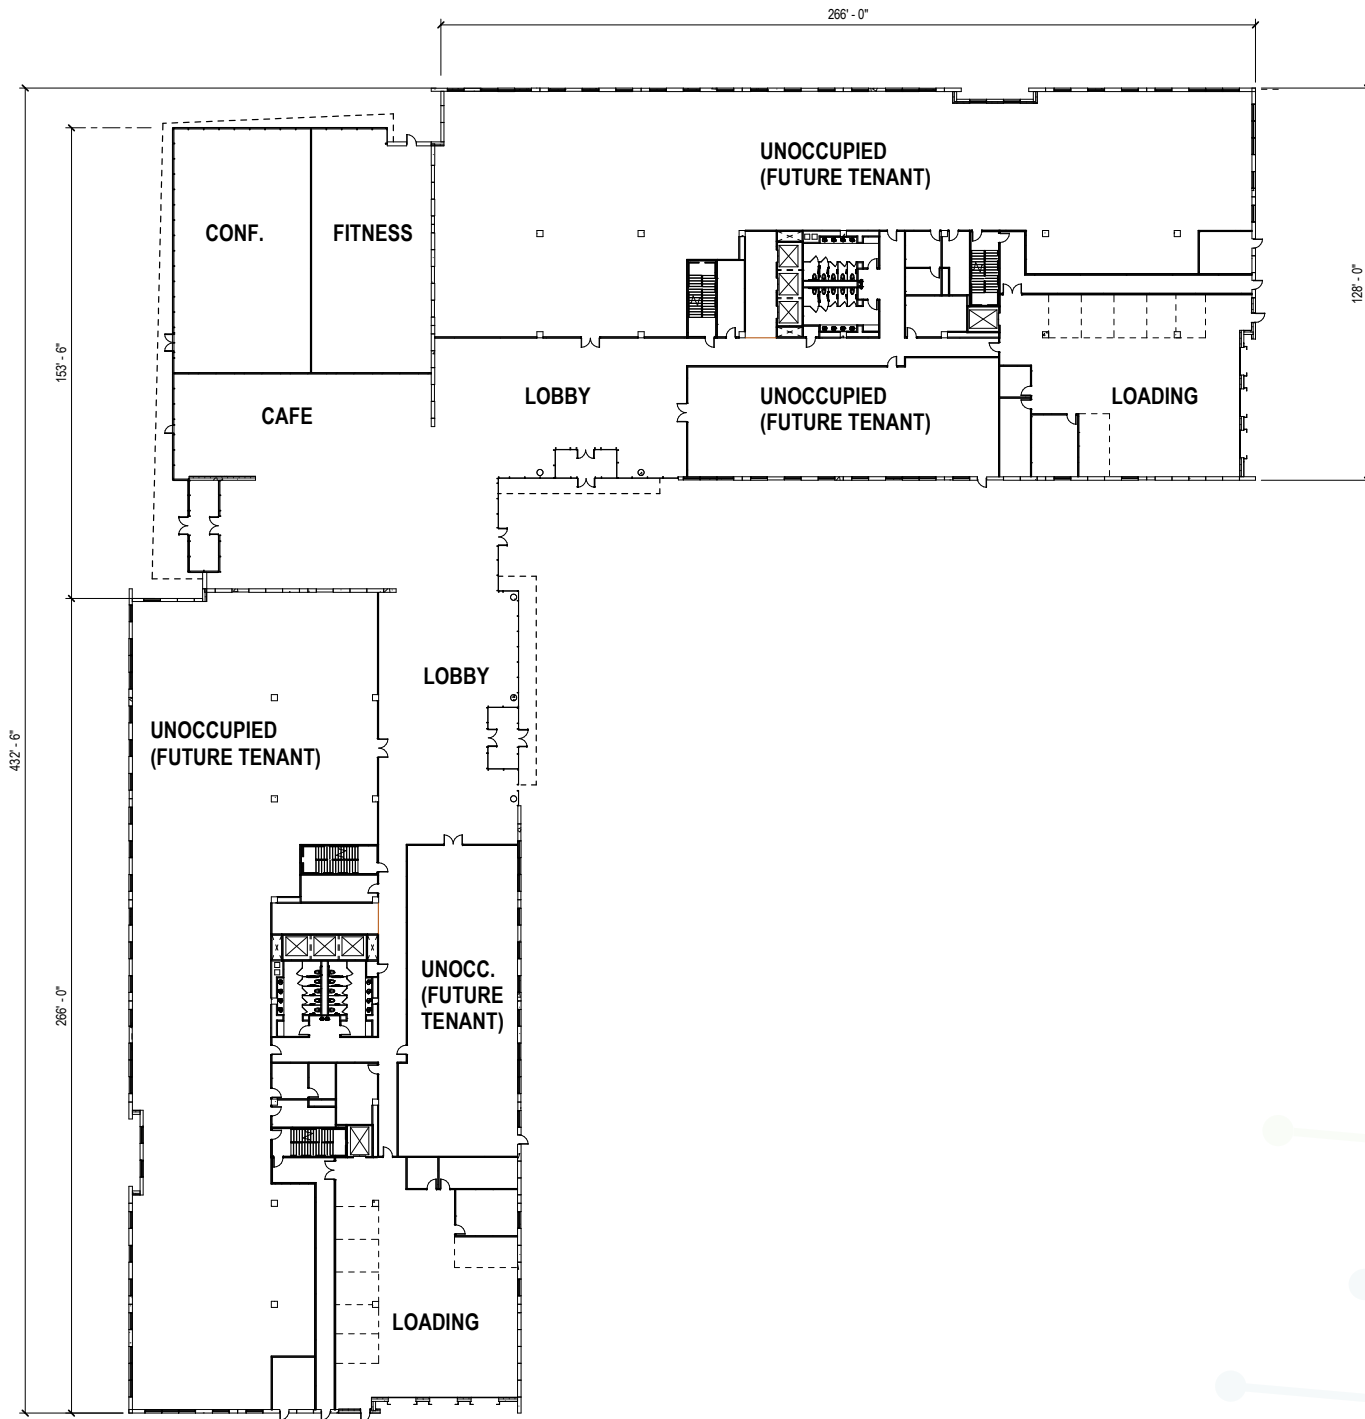 266' - 0"
UNOCCUPIED
(FUTURE TENANT)
CONF.
FITNESS
128' - 0"
153' - 6"
LOBBY
CAFE
UNOCCUPIED
(FUTURE TENANT)
LOADING
LOBBY
UNOCCUPIED
(FUTURE TENANT)
432' - 6"
UNOCC.
(FUTURE
TENANT)
266' - 0"
LOADING